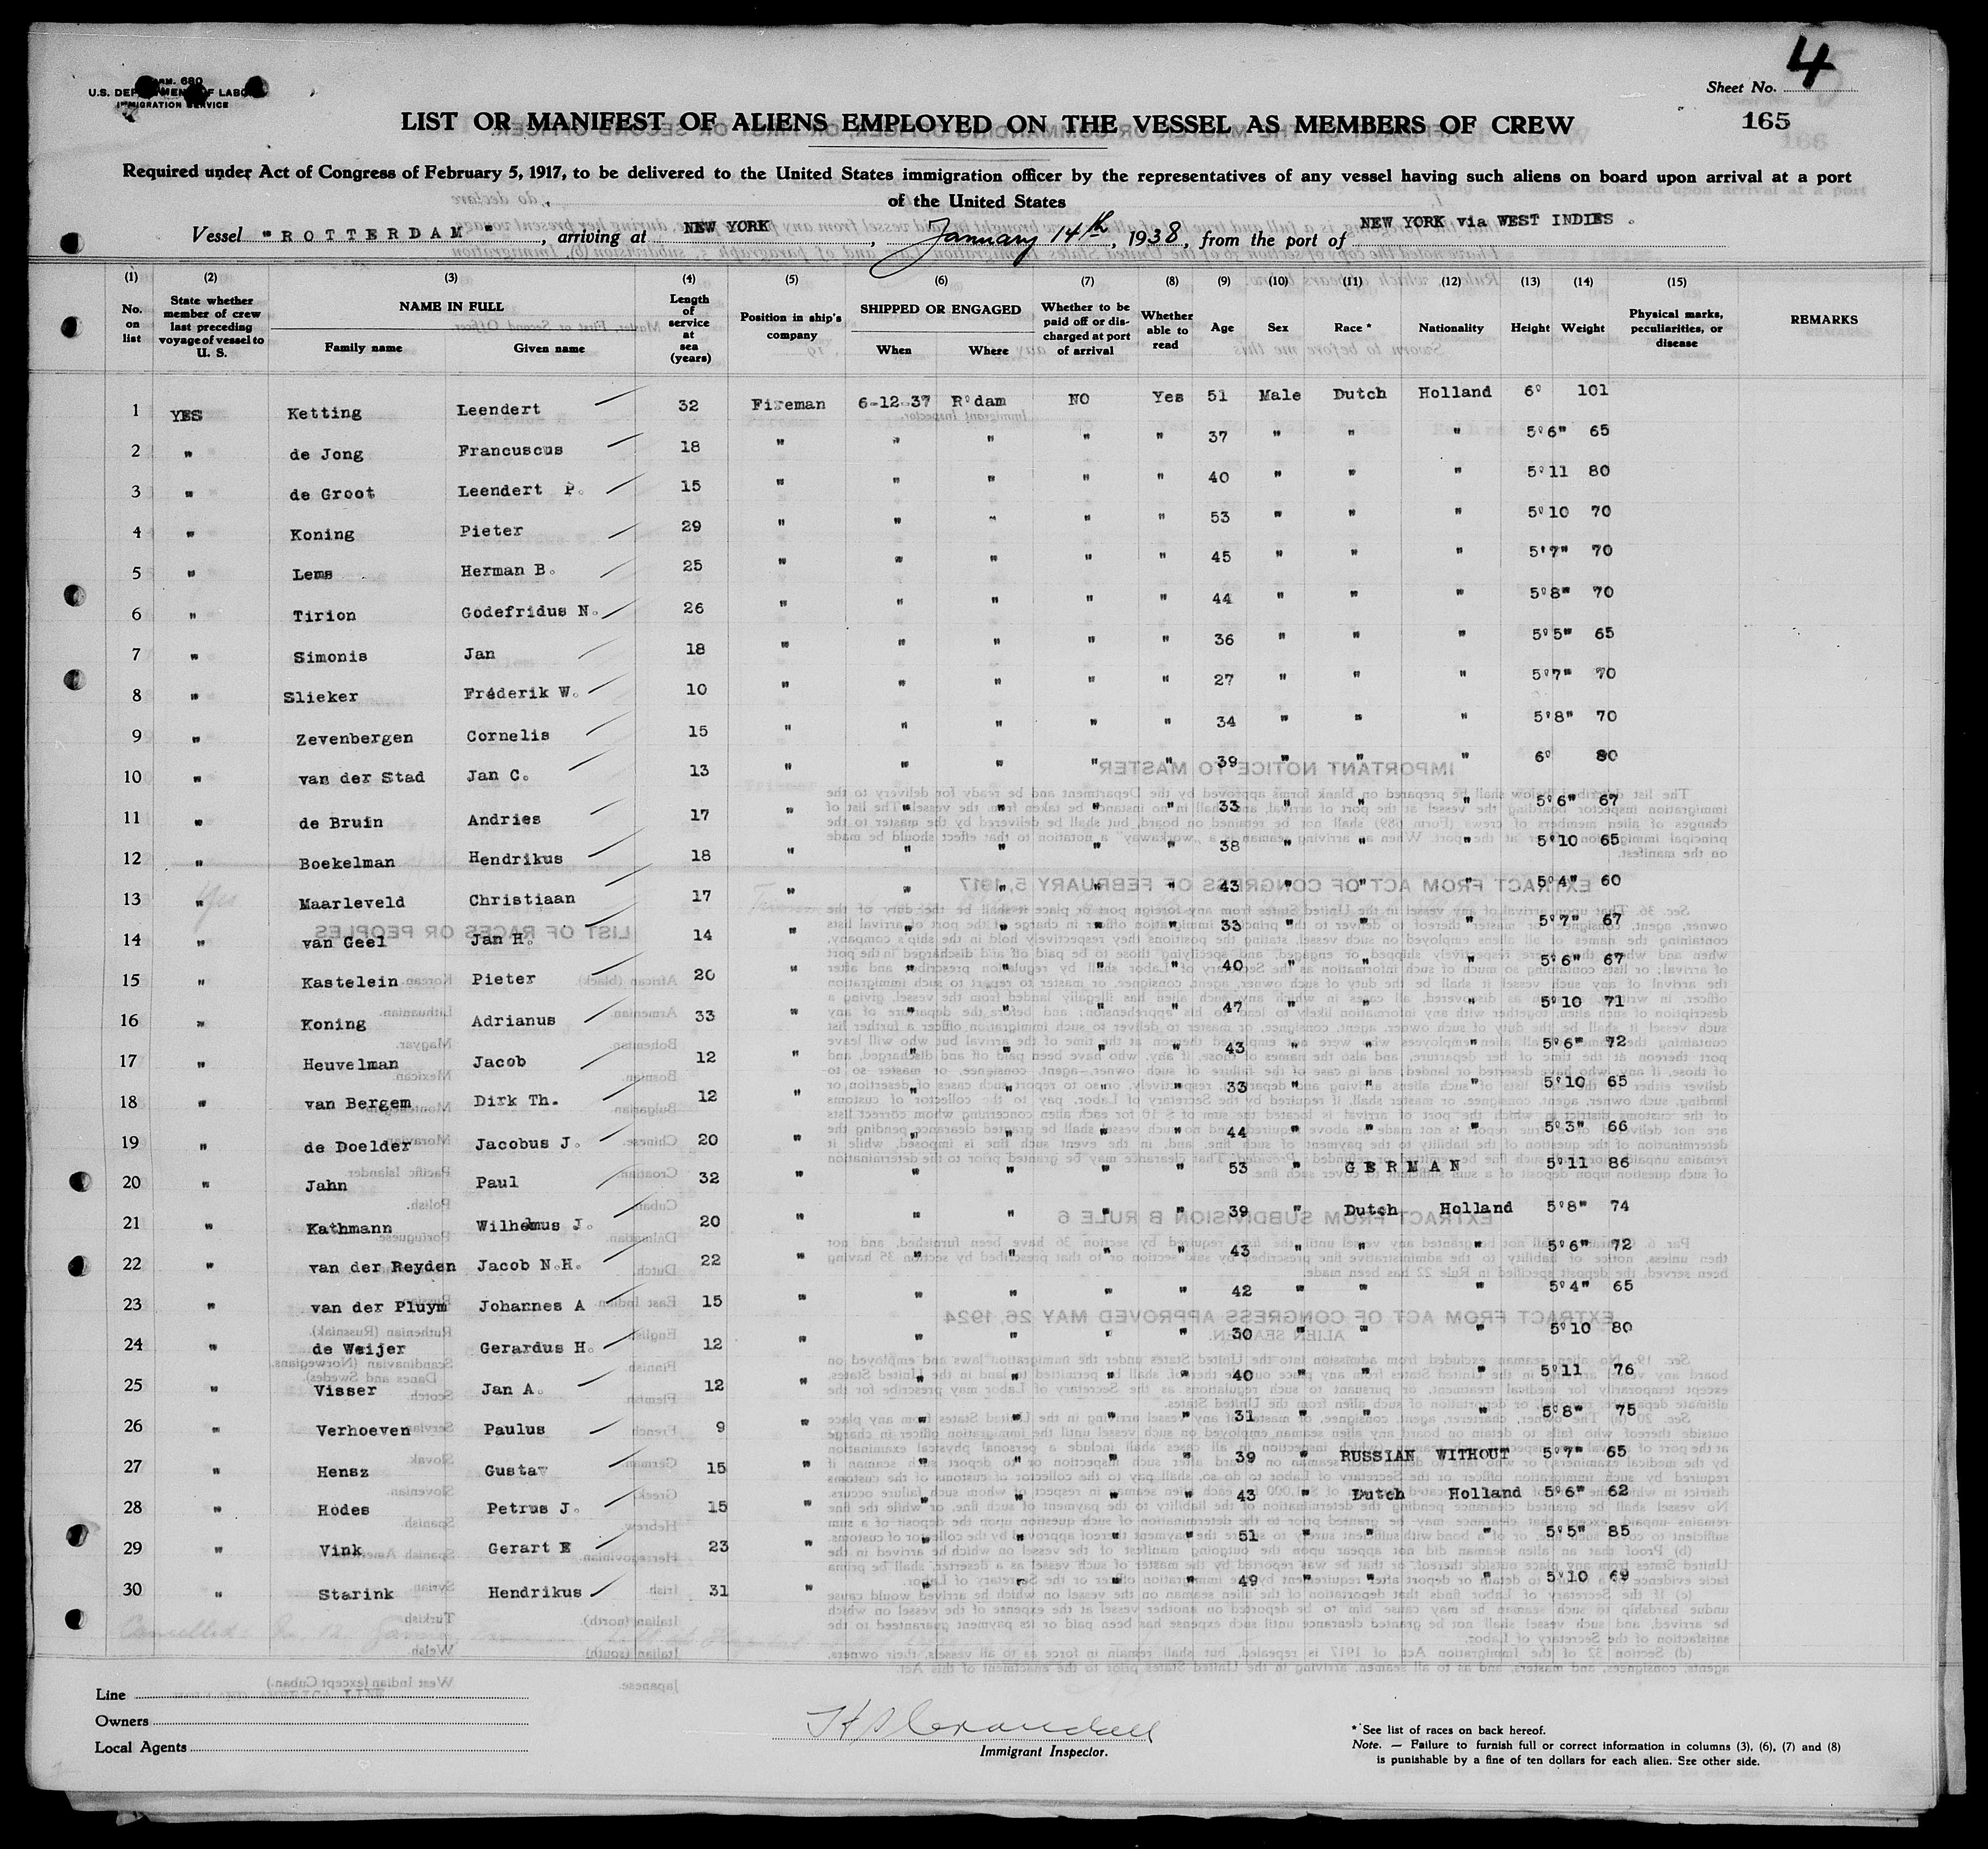 FORM. 680
U.S. DEPARTMENT OF LABOR
IMMIGRATION SERVICE
Sheet No. 4
165
LIST OR MANIFEST OF ALIENS EMPLOYED ON THE VESSEL AS MEMBERS OF CREW
Required under Act of Congress of February 5, 1917, to be delivered to the United States immigration officer by the representatives of any vessel having such aliens on board upon arrival at a port
of the United States
Vessel "ROTTERDAM", arriving at NEW YORK, January 14th, 1938, from the port of NEW YORK via WEST INDIES.
(1) (2) (3) (4) (5) (6) (7) (8) (9) (10) (11) (12) (13) (14) (15)
No. on list | State whether member of crew last preceding voyage of vessel to U. S. | NAME IN FULL Family name Given name | Length of service at sea (years) | Position in ship's company | SHIPPED OR ENGAGED When Where | Whether to be paid off or discharged at port of arrival | Whether able to read | Age | Sex | Race * | Nationality | Height | Weight | Physical marks, peculiarities, or disease | REMARKS
1 YES Ketting Leendert 32 Fireman 6-12-37 R'dam NO Yes 51 Male Dutch Holland 6° 101
2 " de Jong Francuscus 18 " " " " " 37 " " " 5°6" 65
3 " de Groot Leendert P. 15 " " " " " 40 " " " 5°11 80
4 " Koning Pieter 29 " " " " " 53 " " " 5°10 70
5 " Lems Herman B. 25 " " " " " 45 " " " 5'7" 70
6 " Tirion Godefridus N. 26 " " " " " 44 " " " 5°8" 70
7 " Simonis Jan 18 " " " " " 36 " " " 5°5" 65
8 " Slieker Fréderik W. 10 " " " " " 27 " " " 5°7" 70
9 " Zevenbergen Cornelis 15 " " " " " 34 " " " 5'8" 70
10 " van der Stad Jan C. 13 " " " " " 39 " " " 6° 80
11 " de Bruin Andries 17 " " " " " 33 " " " 5°6" 67
12 " Boekelman Hendrikus 18 " " " " " 38 " " " 5°10 65
13 " Maarleveld Christiaan 17 " " " " " 43 " " " 5°4" 60
14 " van Geel Jan H. 14 " " " " " 33 " " " 5°7" 67
15 " Kastelein Pieter 20 " " " " " 40 " " " 5°6" 67
16 " Koning Adrianus 33 " " " " " 47 " " " 5°10 71
17 " Heuvelman Jacob 12 " " " " " 43 " " " 5°6" 72
18 " van Bergem Dirk Th. 12 " " " " " 33 " " " 5°10 65
19 " de Doelder Jacobus J. 20 " " " " " 44 " " " 5°3" 66
20 " Jahn Paul 32 " " " " " 53 " GERMAN 5°11 86
21 " Kathmann Wilhemus J. 20 " " " " " 39 " Dutch Holland 5°8" 74
22 " van der Reyden Jacob N.H. 22 " " " " " 43 " " " 5°6" 72
23 " van der Pluym Johannes A 15 " " " " " 42 " " " 5°4" 65
24 " de Weijer Gerardus H. 12 " " " " " 30 " " " 5°10 80
25 " Visser Jan A. 12 " " " " " 40 " " " 5°11 76
26 " Verhoeven Paulus 9 " " " " " 31 " " " 5°8" 75
27 " Hensz Gustav 15 " " " " " 39 " RUSSIAN WITHOUT 5°7" 65
28 " Hodes Petrus J. 15 " " " " " 43 " Dutch Holland 5°6" 62
29 " Vink Gerart E 23 " " " " " 51 " " " 5°5" 85
30 " Starink Hendrikus 31 " " " " " 49 " " " 5°10 69
Line
Owners
Local Agents
Immigrant Inspector.
* See list of races on back hereof.
Note. — Failure to furnish full or correct information in columns (3), (6), (7) and (8)
is punishable by a fine of ten dollars for each alien. See other side.